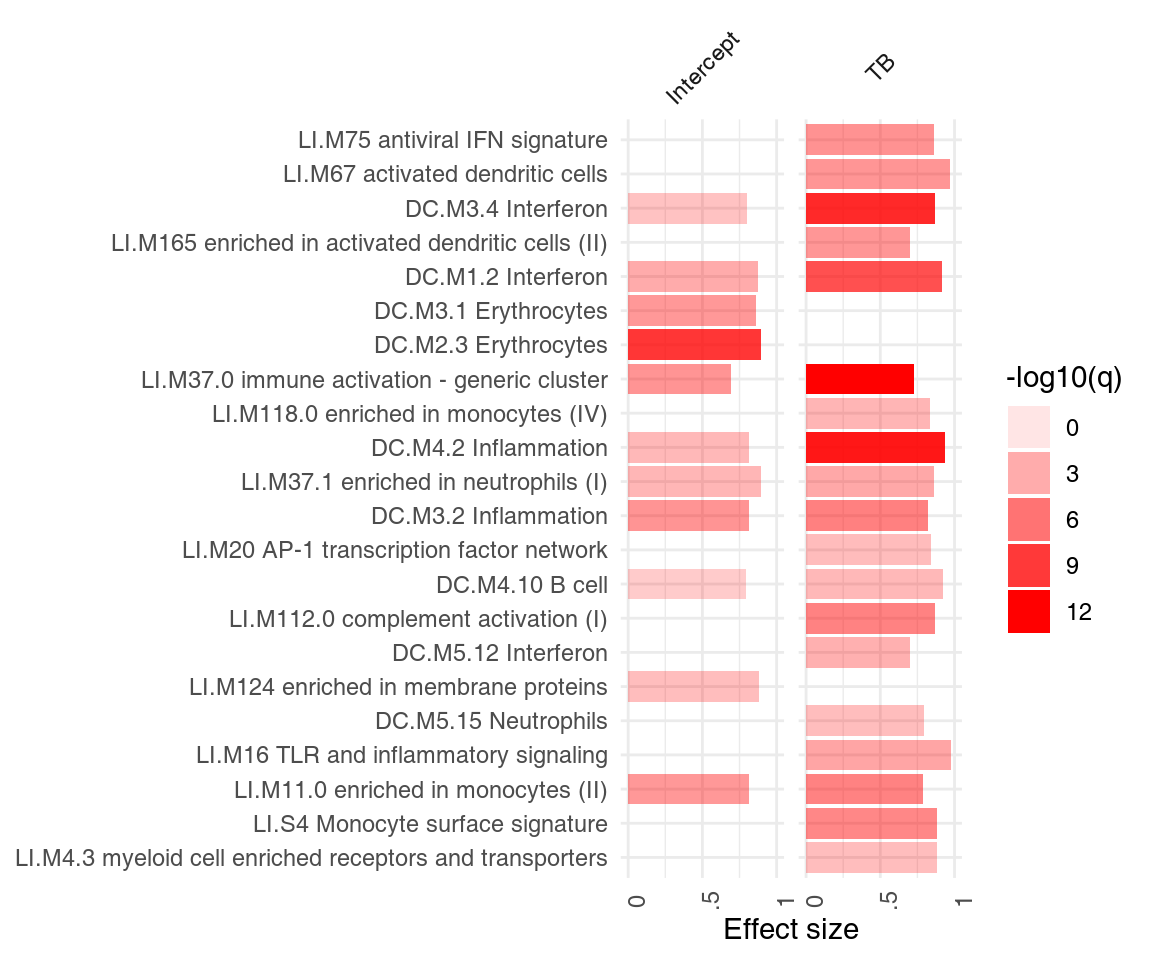 Intercept
TB
LI.M75 antiviral IFN signature
LI.M67 activated dendritic cells
DC.M3.4 Interferon
LI.M165 enriched in activated dendritic cells (II)
DC.M1.2 Interferon
DC.M3.1 Erythrocytes
DC.M2.3 Erythrocytes
LI.M37.0 immune activation - generic cluster
LI.M118.0 enriched in monocytes (IV)
DC.M4.2 Inflammation
LI.M37.1 enriched in neutrophils (I)
DC.M3.2 Inflammation
LI.M20 AP-1 transcription factor network
DC.M4.10 B cell
LI.M112.0 complement activation (I)
DC.M5.12 Interferon
LI.M124 enriched in membrane proteins
DC.M5.15 Neutrophils
LI.M16 TLR and inflammatory signaling
LI.M11.0 enriched in monocytes (II)
LI.S4 Monocyte surface signature
LI.M4.3 myeloid cell enriched receptors and transporters
0 .5 1 0 .5 1
Effect size
-log10(q)
0
3
6
9
12